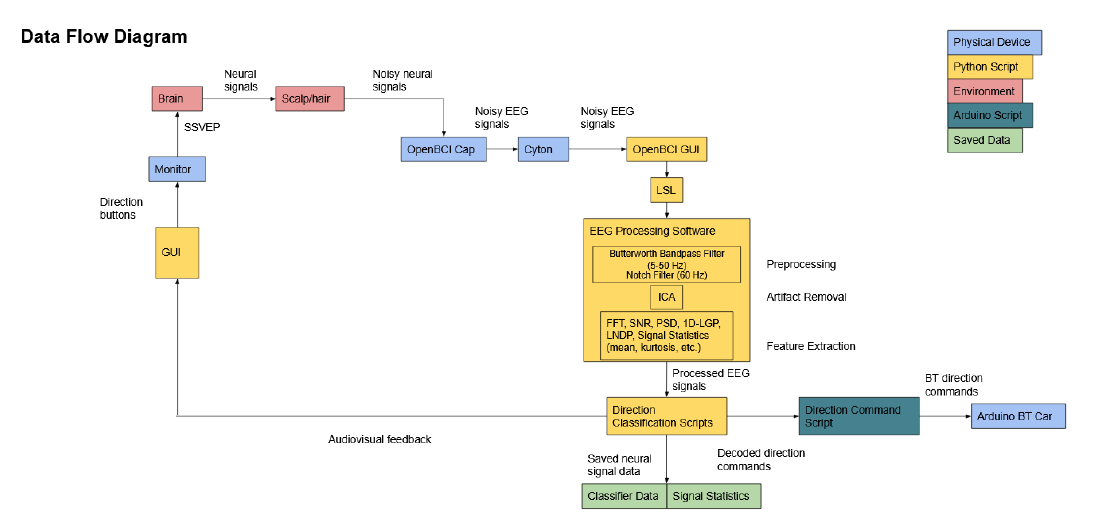 Data Flow Diagram
Physical Device
Python Script
Environment
Arduino Script
Saved Data
Neural
signals
Noisy neural
signals
Brain
Scalp/hair
Noisy EEG
signals
Noisy EEG
signals
SSVEP
OpenBCI Cap
Cyton
OpenBCI GUI
Monitor
LSL
Direction
buttons
GUI
EEG Processing Software
Butterworth Bandpass Filter
(5-50 Hz)
Notch Filter (60 Hz)
Preprocessing
ICA
Artifact Removal
FFT, SNR, PSD, 1D-LGP,
LNDP, Signal Statistics
(mean, kurtosis, etc.)
Feature Extraction
Processed EEG
signals
BT direction
commands
Direction
Classification Scripts
Direction Command
Script
Arduino BT Car
Audiovisual feedback
Saved neural
signal data
Decoded direction
commands
Classifier Data
Signal Statistics